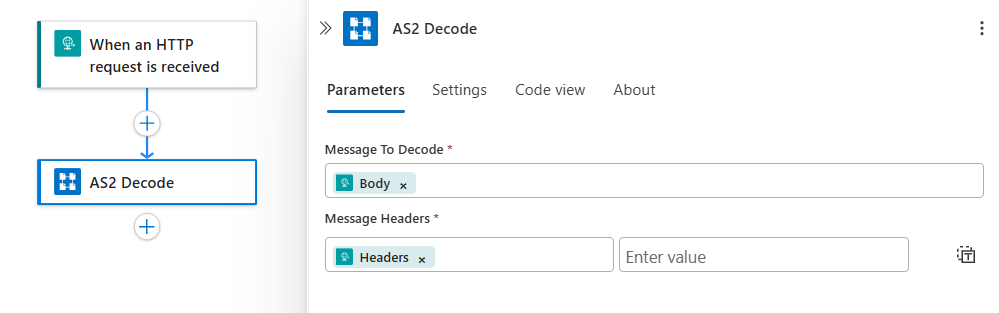 When an HTTP
request is received
AS2 Decode
AS2 Decode
Parameters Settings Code view About
Message To Decode *
Body ×
Message Headers *
Headers × Enter value